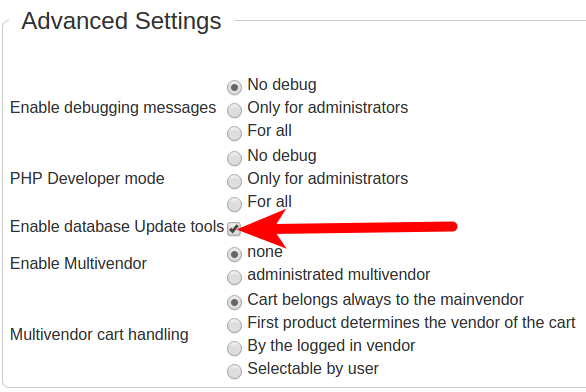 Advanced Settings
No debug
Enable debugging messages Only for administrators
For all
No debug
PHP Developer mode Only for administrators
For all
Enable database Update tools
none
Enable Multivendor
administrated multivendor
Cart belongs always to the mainvendor
First product determines the vendor of the cart
Multivendor cart handling
By the logged in vendor
Selectable by user